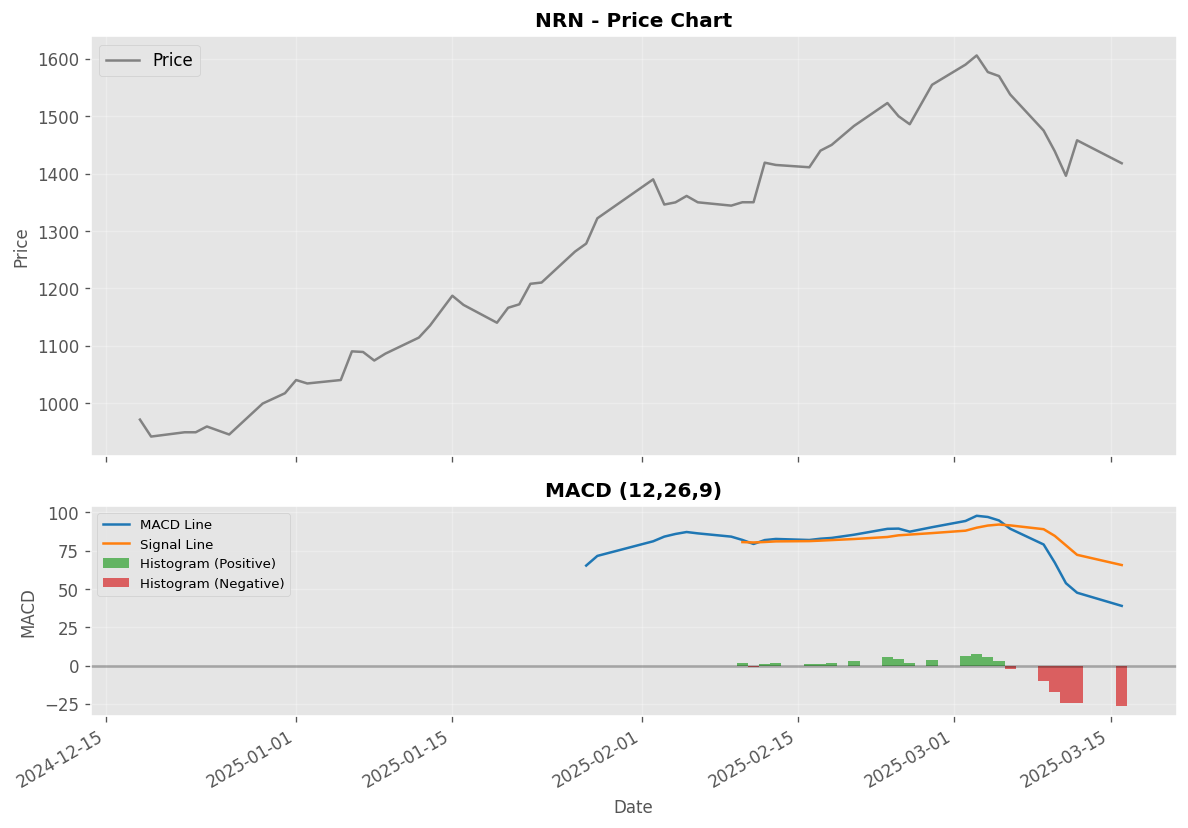 NRN - Price Chart
Price
1600
1500
1400
1300
1200
1100
1000
Price
MACD (12,26,9)
MACD Line
Signal Line
Histogram (Positive)
Histogram (Negative)
100
75
50
25
0
−25
MACD
2024-12-15
2025-01-01
2025-01-15
2025-02-01
2025-02-15
2025-03-01
2025-03-15
Date